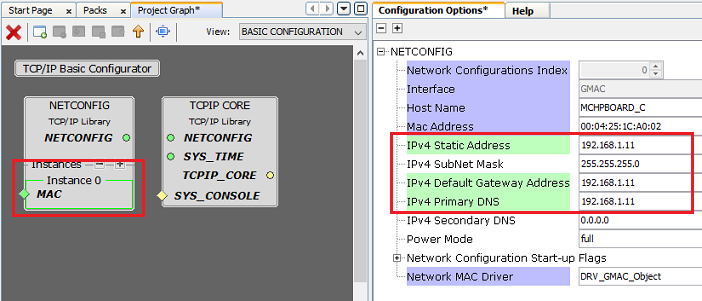 Start Page × Packs × Project Graph* ×
View: BASIC CONFIGURATION
TCP/IP Basic Configurator
NETCONFIG
TCP/IP Library
NETCONFIG
Instances
Instance 0
MAC
TCPIP CORE
TCP/IP Library
NETCONFIG
SYS_TIME
TCPIP_CORE
SYS_CONSOLE
Configuration Options* × Help
NETCONFIG
Network Configurations Index 0
Interface GMAC
Host Name MCHPBOARD_C
Mac Address 00:04:25:1C:A0:02
IPv4 Static Address 192.168.1.11
IPv4 SubNet Mask 255.255.255.0
IPv4 Default Gateway Address 192.168.1.11
IPv4 Primary DNS 192.168.1.11
IPv4 Secondary DNS 0.0.0.0
Power Mode full
Network Configuration Start-up Flags
Network MAC Driver DRV_GMAC_Object